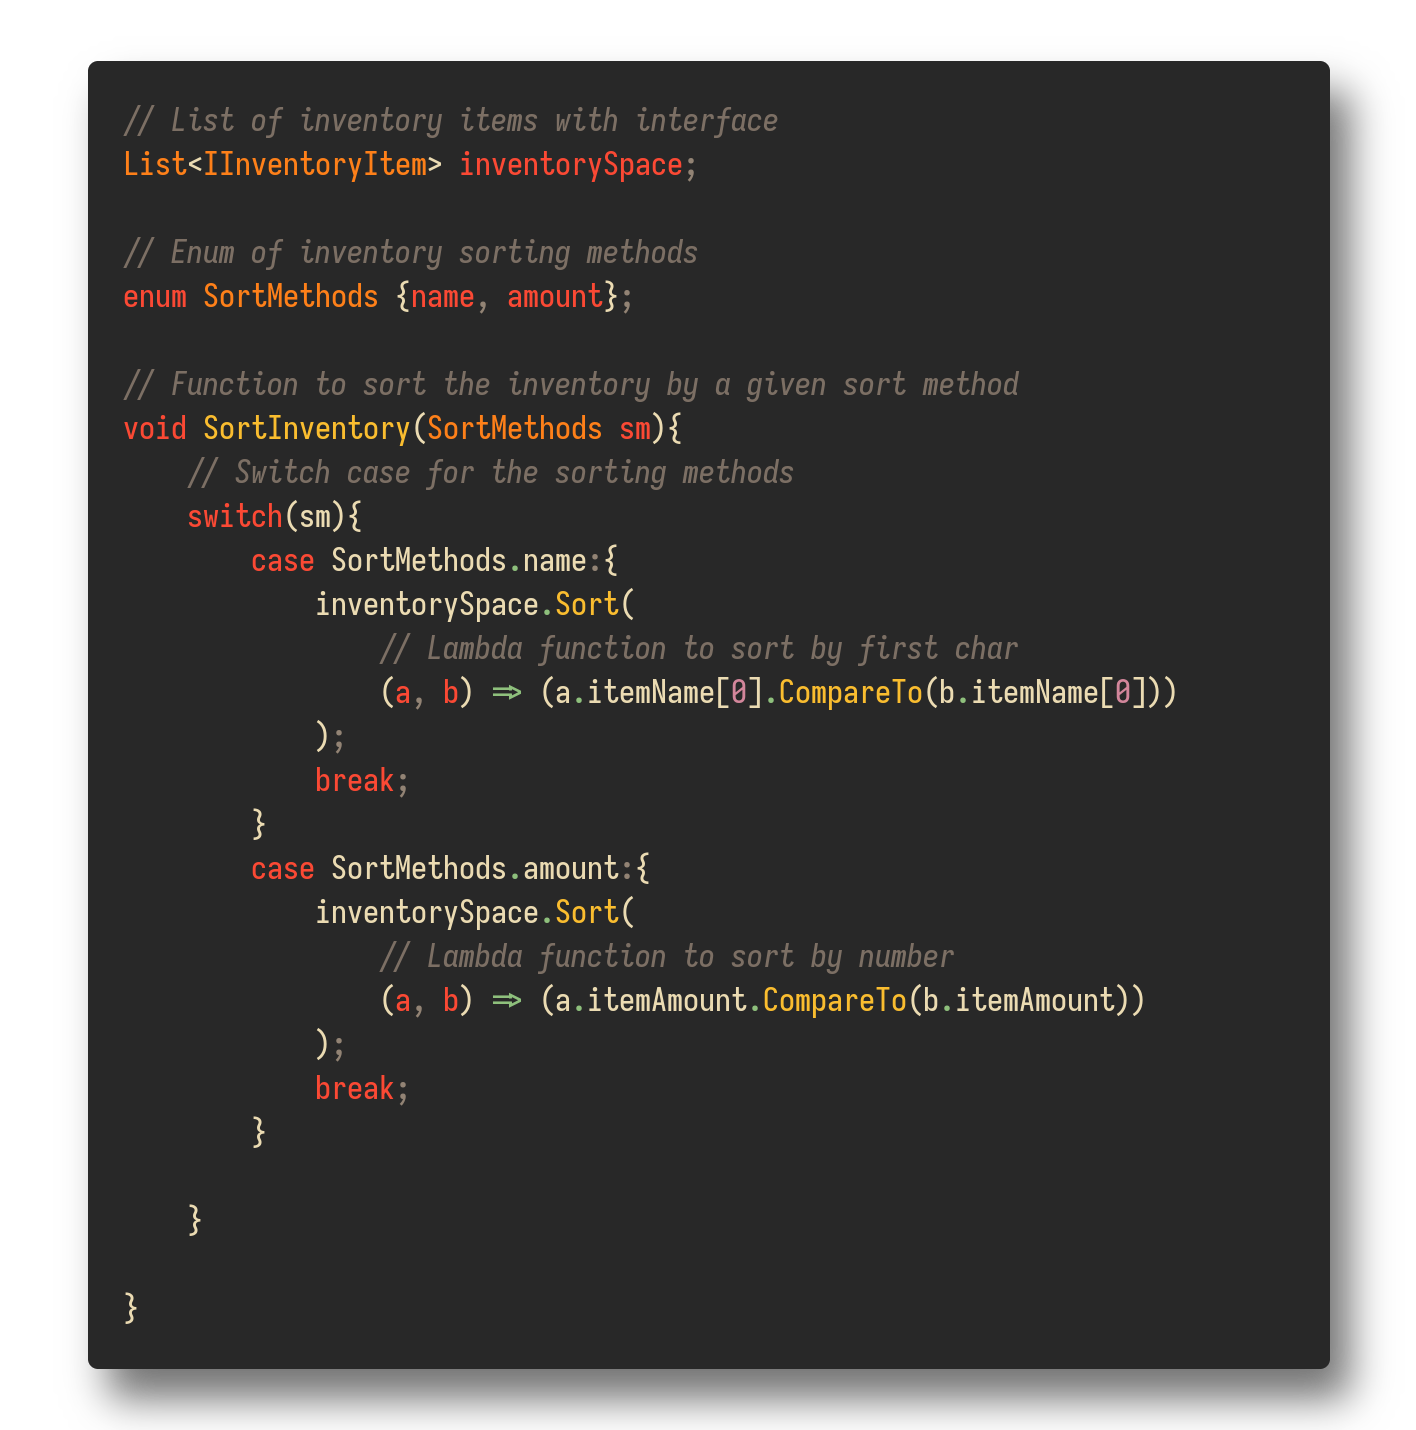 // List of inventory items with interface
List<IInventoryItem> inventorySpace;
// Enum of inventory sorting methods
enum SortMethods {name, amount};
// Function to sort the inventory by a given sort method
void SortInventory(SortMethods sm){
    // Switch case for the sorting methods
    switch(sm){
        case SortMethods.name:{
            inventorySpace.Sort(
                // Lambda function to sort by first char
                (a, b) => (a.itemName[0].CompareTo(b.itemName[0]))
            );
            break;
        }
        case SortMethods.amount:{
            inventorySpace.Sort(
                // Lambda function to sort by number
                (a, b) => (a.itemAmount.CompareTo(b.itemAmount))
            );
            break;
        }
    }
}